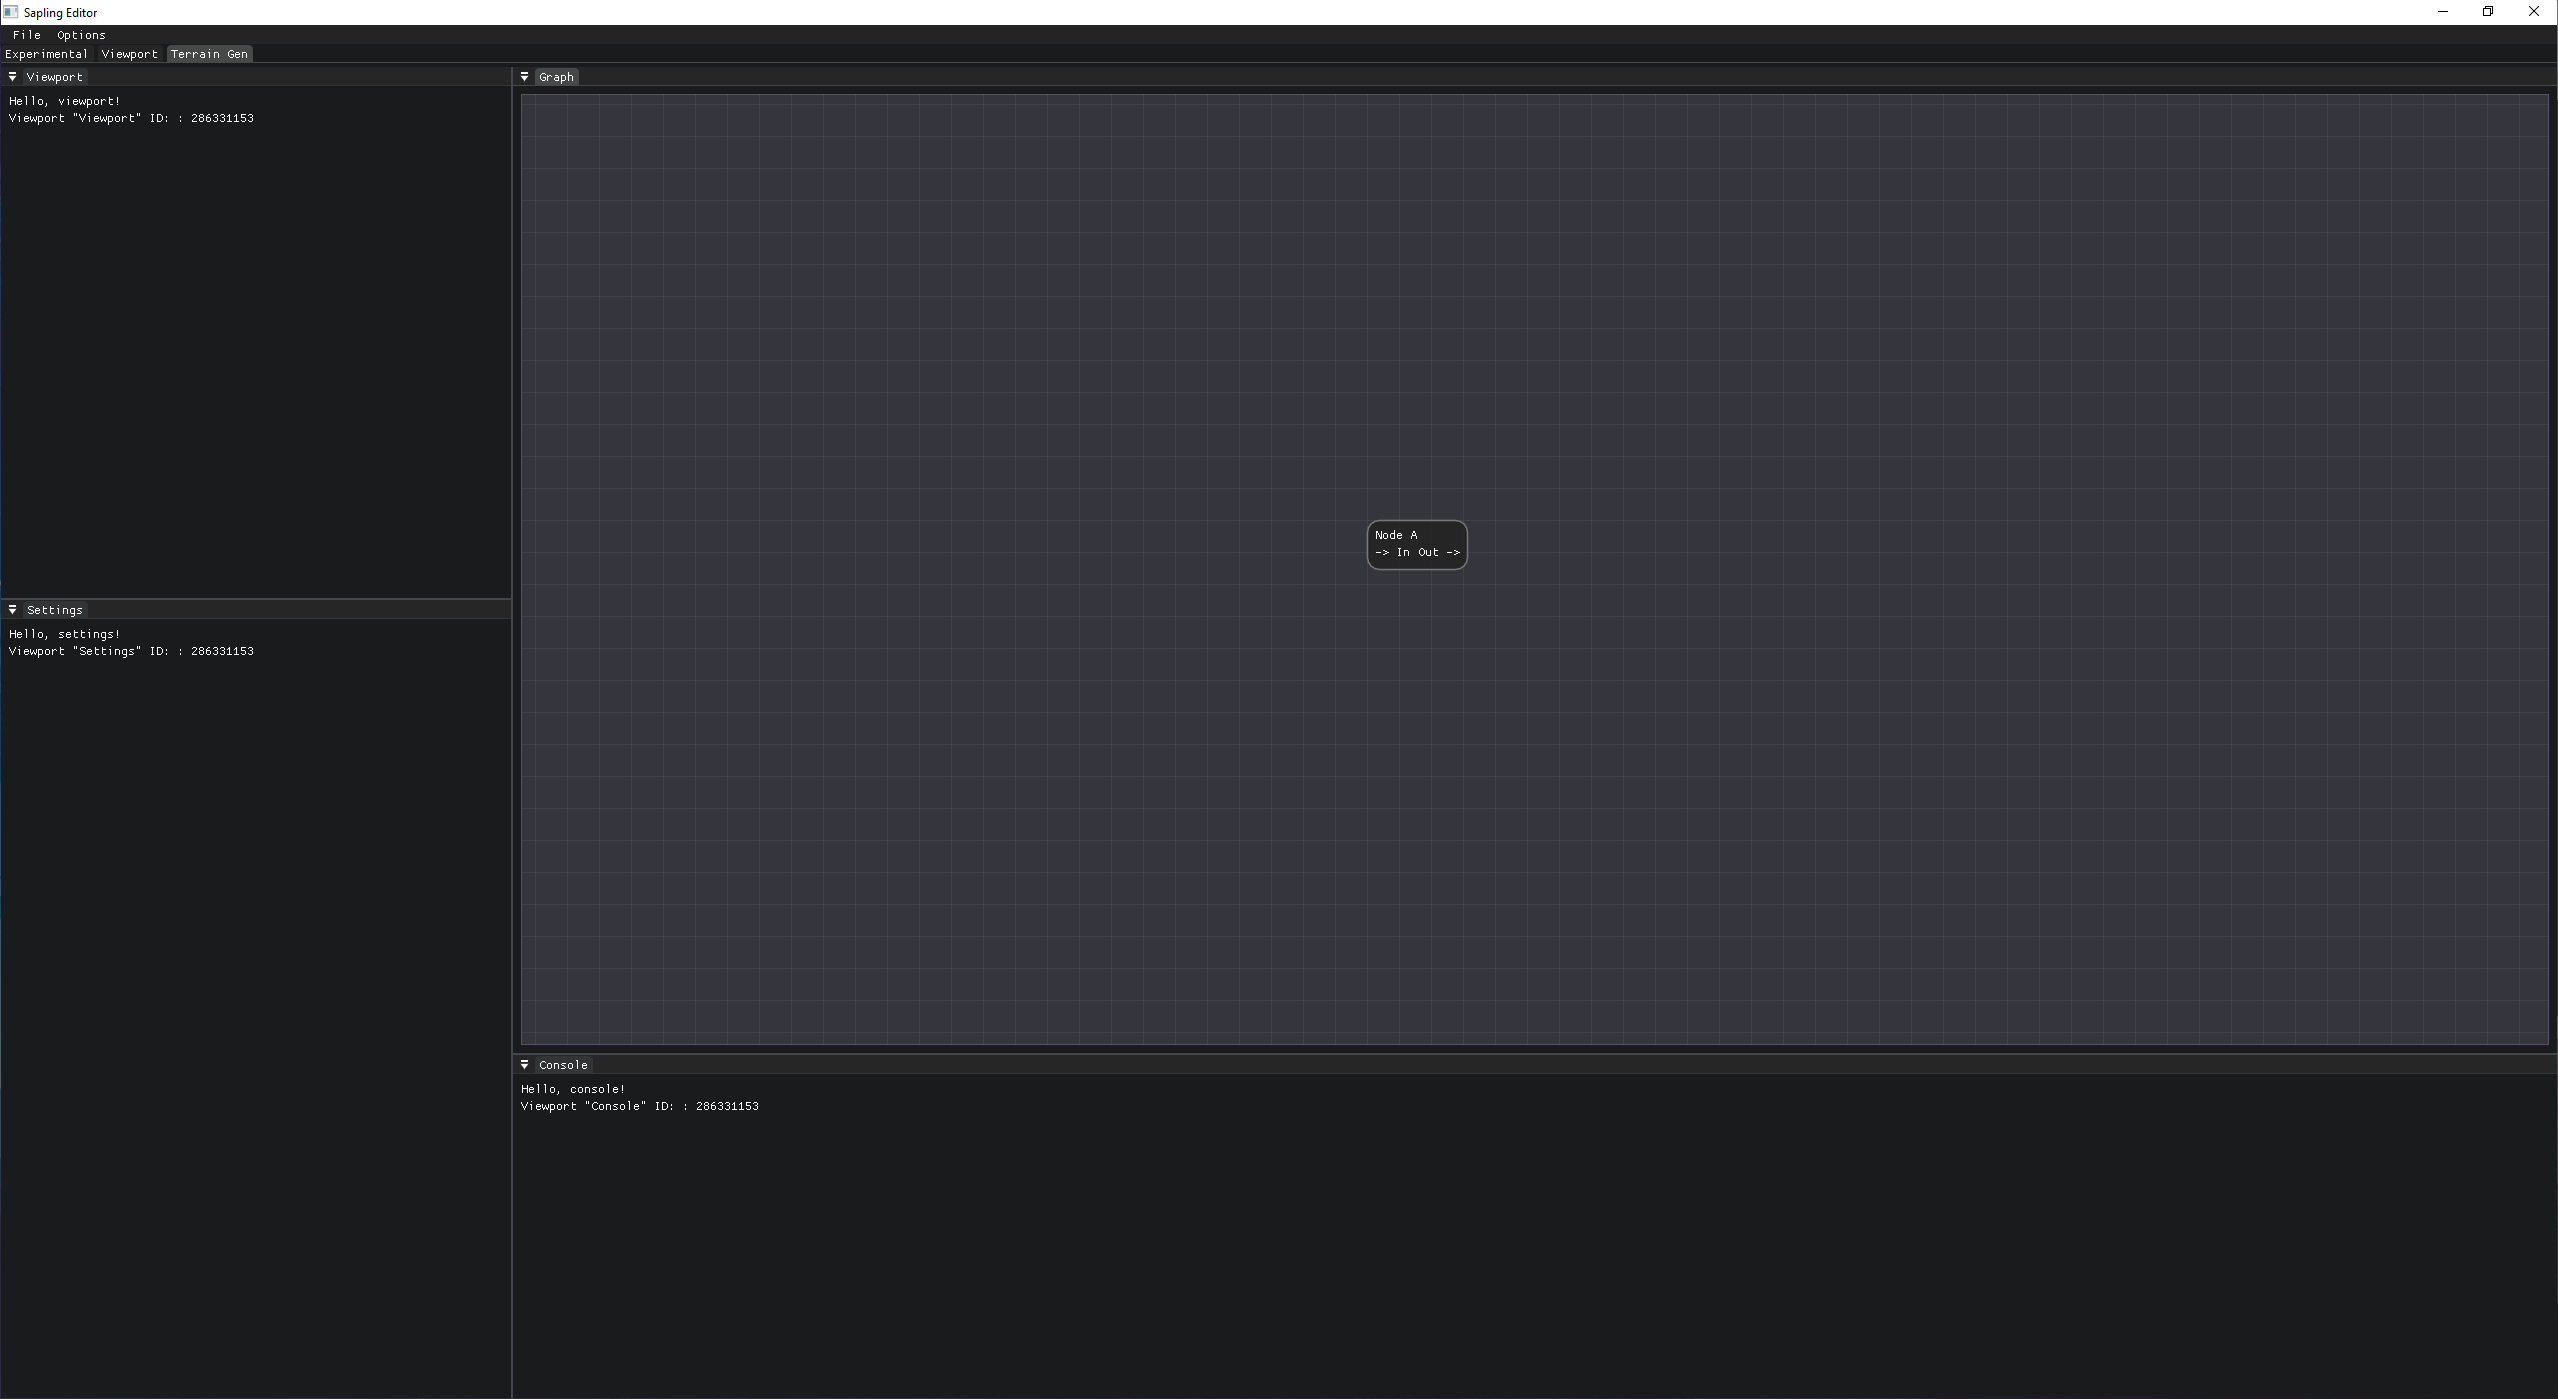 Sapling Editor
File Options
Experimental Viewport Terrain Gen
Viewport
Hello, viewport!
Viewport "Viewport" ID: : 286331153
Graph
Node A
-> In Out ->
Settings
Hello, settings!
Viewport "Settings" ID: : 286331153
Console
Hello, console!
Viewport "Console" ID: : 286331153